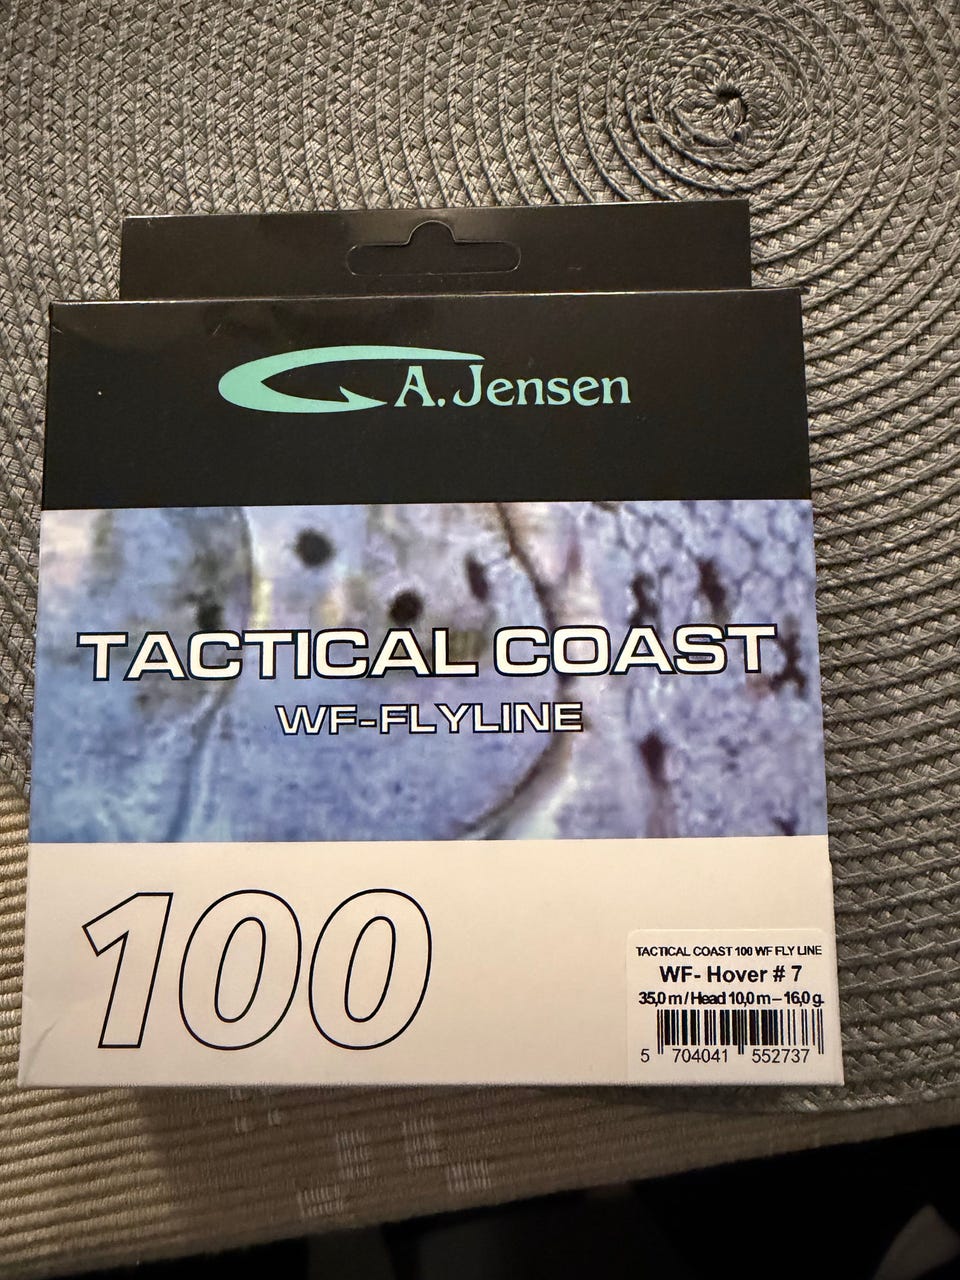 A. Jensen
TACTICAL COAST
WF-FLYLINE
100
TACTICAL COAST 100 WF FLY LINE
WF- Hover # 7
35,0 m / Head 10,0 m – 16,0 g.
5 704041 552737